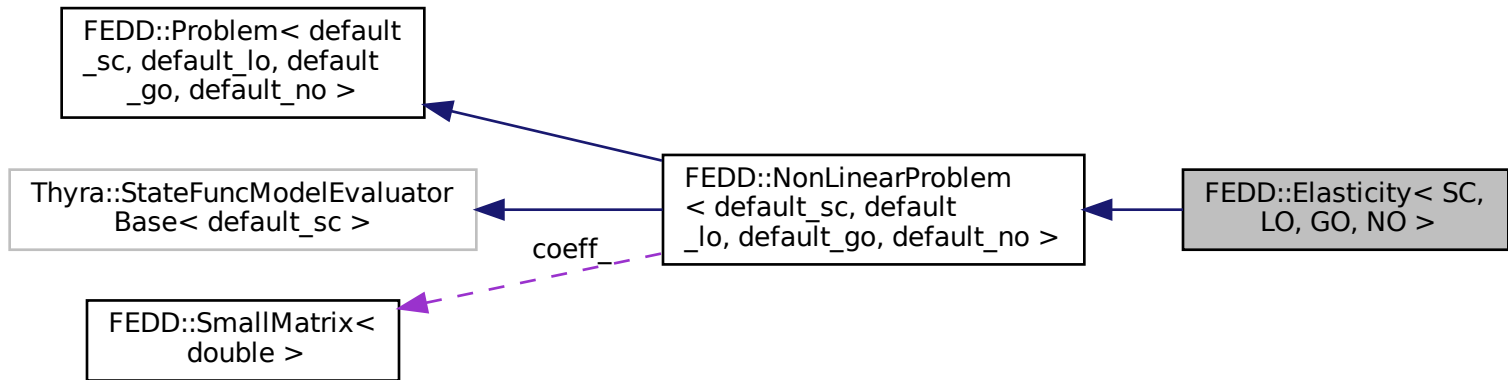 FEDD::Problem< default
_sc, default_lo, default
_go, default_no >
Thyra::StateFuncModelEvaluator
Base< default_sc >
FEDD::SmallMatrix<
double >
coeff_
FEDD::NonLinearProblem
< default_sc, default
_lo, default_go, default_no >
FEDD::Elasticity< SC,
LO, GO, NO >